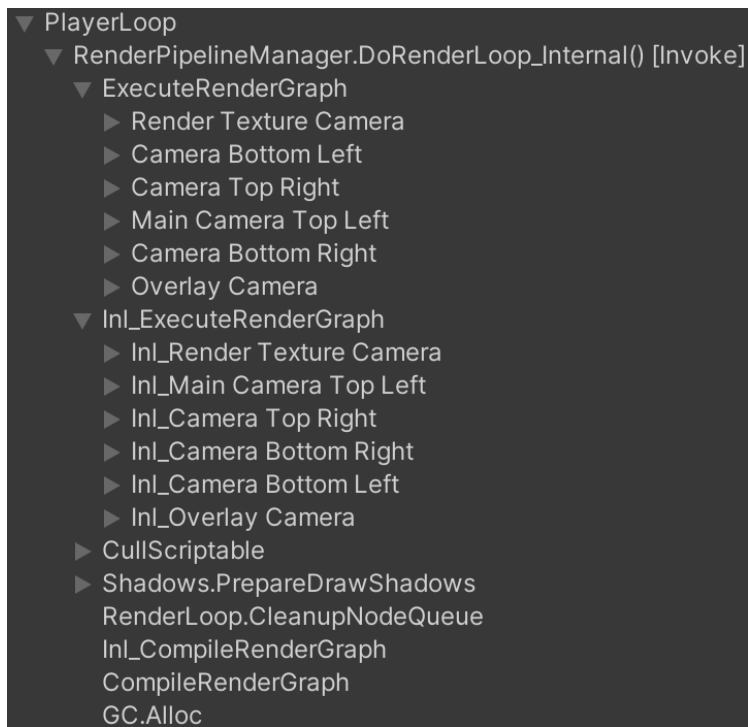 PlayerLoop
RenderPipelineManager.DoRenderLoop_Internal() [Invoke]
ExecuteRenderGraph
Render Texture Camera
Camera Bottom Left
Camera Top Right
Main Camera Top Left
Camera Bottom Right
Overlay Camera
Inl_ExecuteRenderGraph
Inl_Render Texture Camera
Inl_Main Camera Top Left
Inl_Camera Top Right
Inl_Camera Bottom Right
Inl_Camera Bottom Left
Inl_Overlay Camera
CullScriptable
Shadows.PrepareDrawShadows
RenderLoop.CleanupNodeQueue
Inl_CompileRenderGraph
CompileRenderGraph
GC.Alloc